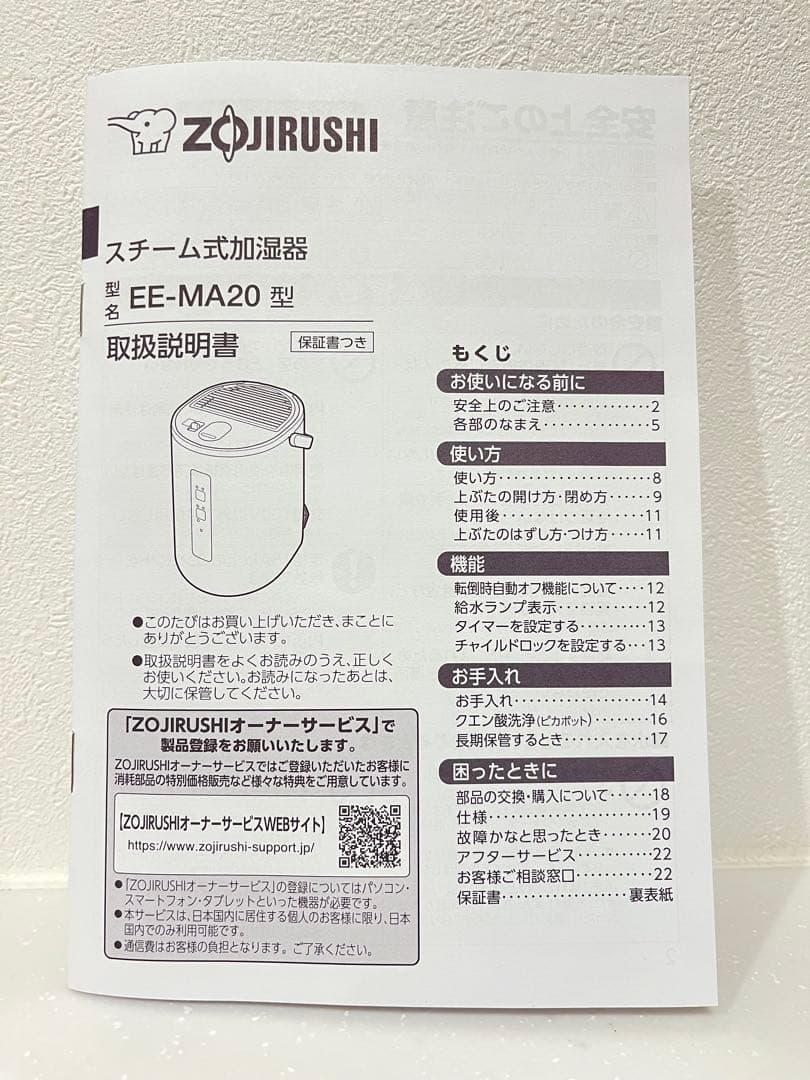 ZOJIRUSHI
スチーム式加湿器
型名 EE-MA20 型
取扱説明書
保証書つき
●このたびはお買い上げいただき、まことに
ありがとうございます。
●取扱説明書をよくお読みのうえ、正しく
お使いください。お読みになったあとは、
大切に保管してください。
「ZOJIRUSHIオーナーサービス」で
製品登録をお願いいたします。
ZOJIRUSHIオーナーサービスではご登録いただいたお客様に
消耗部品の特別価格販売など様々な特典をご用意しています。
【ZOJIRUSHIオーナーサービスWEBサイト】
https://www.zojirushi-support.jp/
●「ZOJIRUSHIオーナーサービス」の登録についてはパソコン・
スマートフォン・タブレットといった機器が必要です。
●本サービスは、日本国内に居住する個人のお客様に限り、日本
国内でのみ利用可能です。
●通信費はお客様の負担となります。ご了承ください。
もくじ
お使いになる前に
安全上のご注意・・・・・・・・・・・・・2
各部のなまえ・・・・・・・・・・・・・・・5
使い方
使い方・・・・・・・・・・・・・・・・・・・・・8
上ぶたの開け方・閉め方・・・・・・9
使用後・・・・・・・・・・・・・・・・・・・11
上ぶたのはずし方・つけ方・・・・・11
機能
転倒時自動オフ機能について・・・・12
給水ランプ表示・・・・・・・・・・・・12
タイマーを設定する・・・・・・・・・・13
チャイルドロックを設定する・・・13
お手入れ
お手入れ・・・・・・・・・・・・・・・・・・14
クエン酸洗浄(ピカポット)・・・・・・・・16
長期保管するとき・・・・・・・・・・・17
困ったときに
部品の交換・購入について・・・・・18
仕様・・・・・・・・・・・・・・・・・・・・・19
故障かなと思ったとき・・・・・・・20
アフターサービス・・・・・・・・・・22
お客様ご相談窓口・・・・・・・・・・22
保証書・・・・・・・・・・・・・・・・・裏表紙